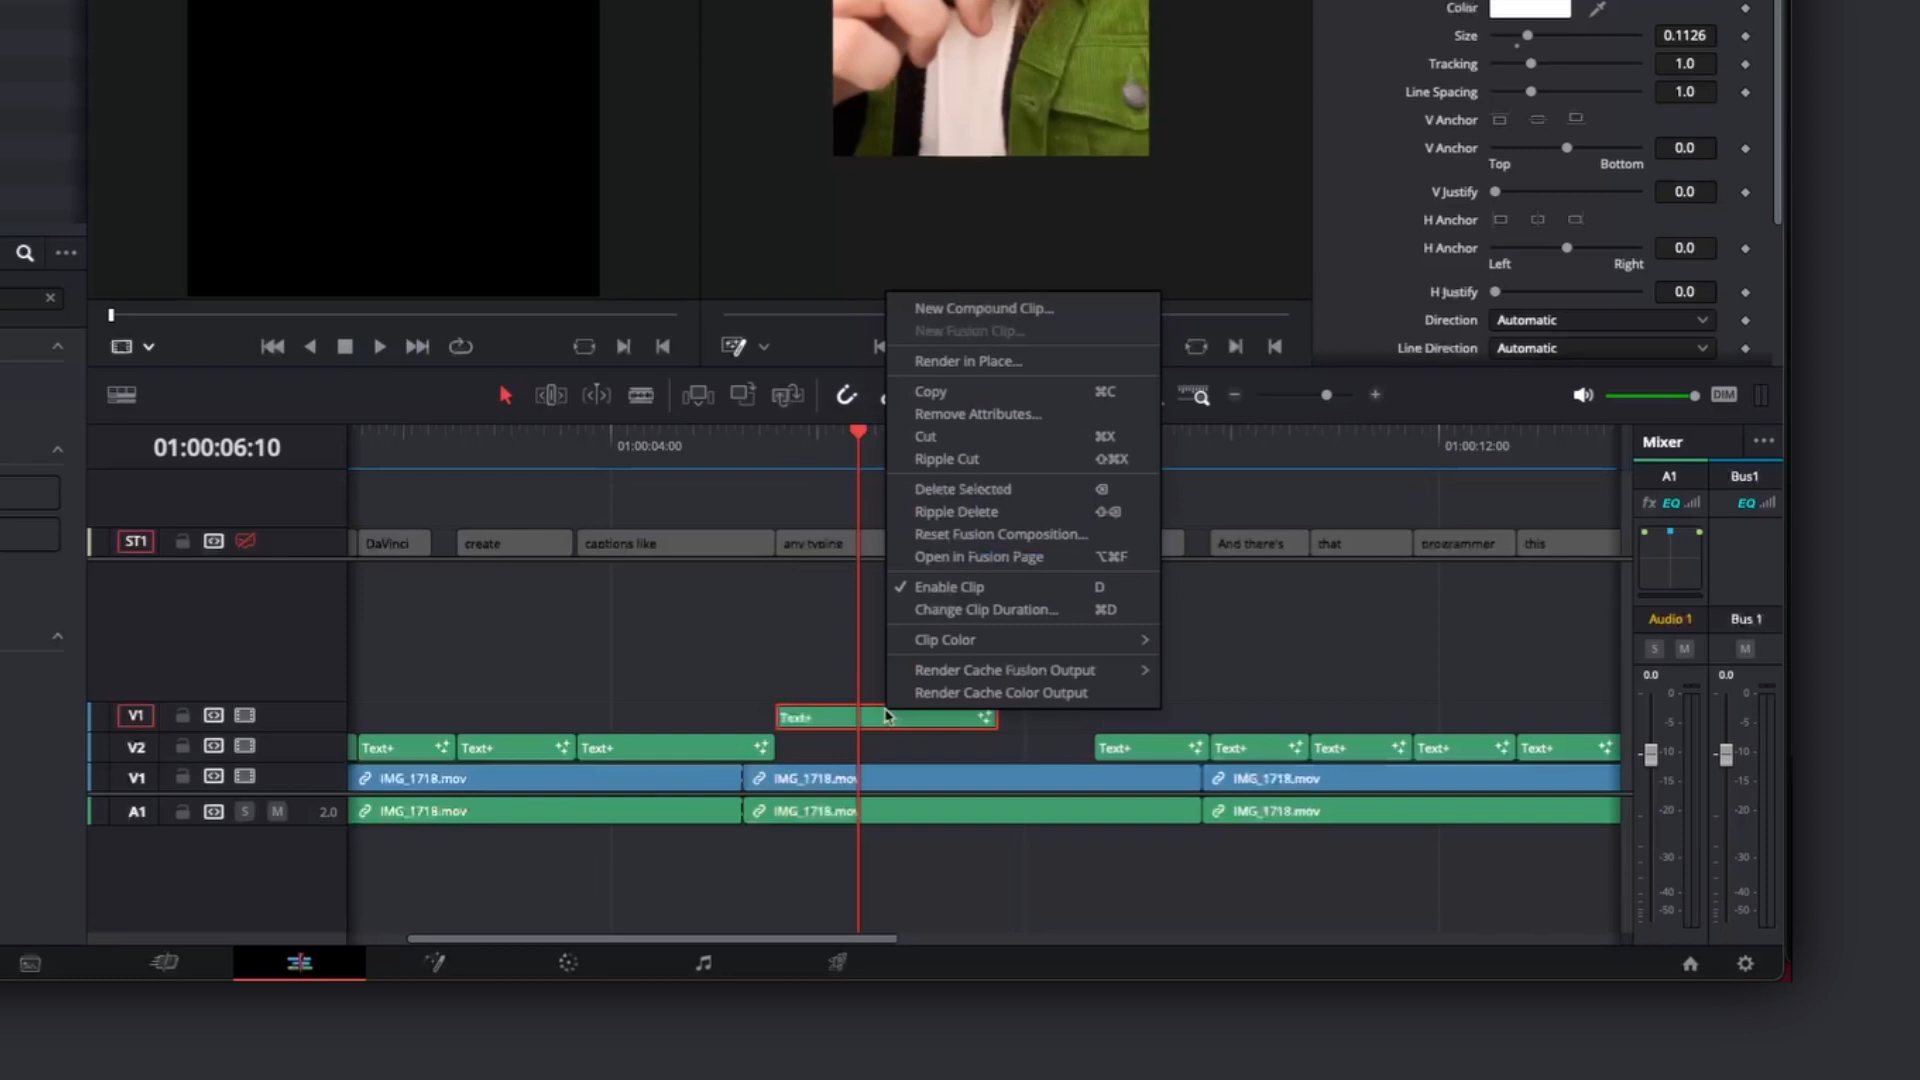 Color
Size 0.1126
Tracking 1.0
Line Spacing 1.0
V Anchor
V Anchor 0.0
Top Bottom
V Justify 0.0
H Anchor
H Anchor 0.0
Left Right
H Justify 0.0
Direction Automatic
Line Direction Automatic
New Compound Clip...
New Fusion Clip...
Render in Place...
Copy ⌘C
Remove Attributes...
Cut ⌘X
Ripple Cut ⇧⌘X
Delete Selected ⌫
Ripple Delete ⇧⌫
Reset Fusion Composition...
Open in Fusion Page ⌥⌘F
✓ Enable Clip D
Change Clip Duration... ⌘D
Clip Color >
Render Cache Fusion Output >
Render Cache Color Output
DIM
01:00:06:10
01:00:04:00
01:00:12:00
Mixer
A1 Bus1
fx EQ EQ
ST1 DaVinci create captions like any typing And there's that programmer this
Audio 1 Bus 1
S M M
0.0 0.0
V1 Text+
V2 Text+ Text+ Text+ Text+ Text+ Text+ Text+ Text+
V1 IMG_1718.mov IMG_1718.mov IMG_1718.mov
A1 S M 2.0 IMG_1718.mov IMG_1718.mov IMG_1718.mov
0 0
-5 -5
-10 -10
-15 -15
-20 -20
-30 -30
-40 -40
-50 -50